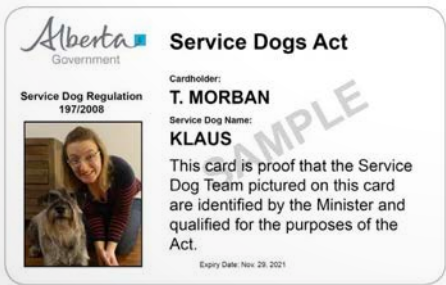 Alberta
Government
Service Dogs Act
Service Dog Regulation
197/2008
Cardholder:
T. MORBAN
Service Dog Name:
KLAUS
SAMPLE
This card is proof that the Service
Dog Team pictured on this card
are identified by the Minister and
qualified for the purposes of the
Act.
Expiry Date: Nov. 29, 2021